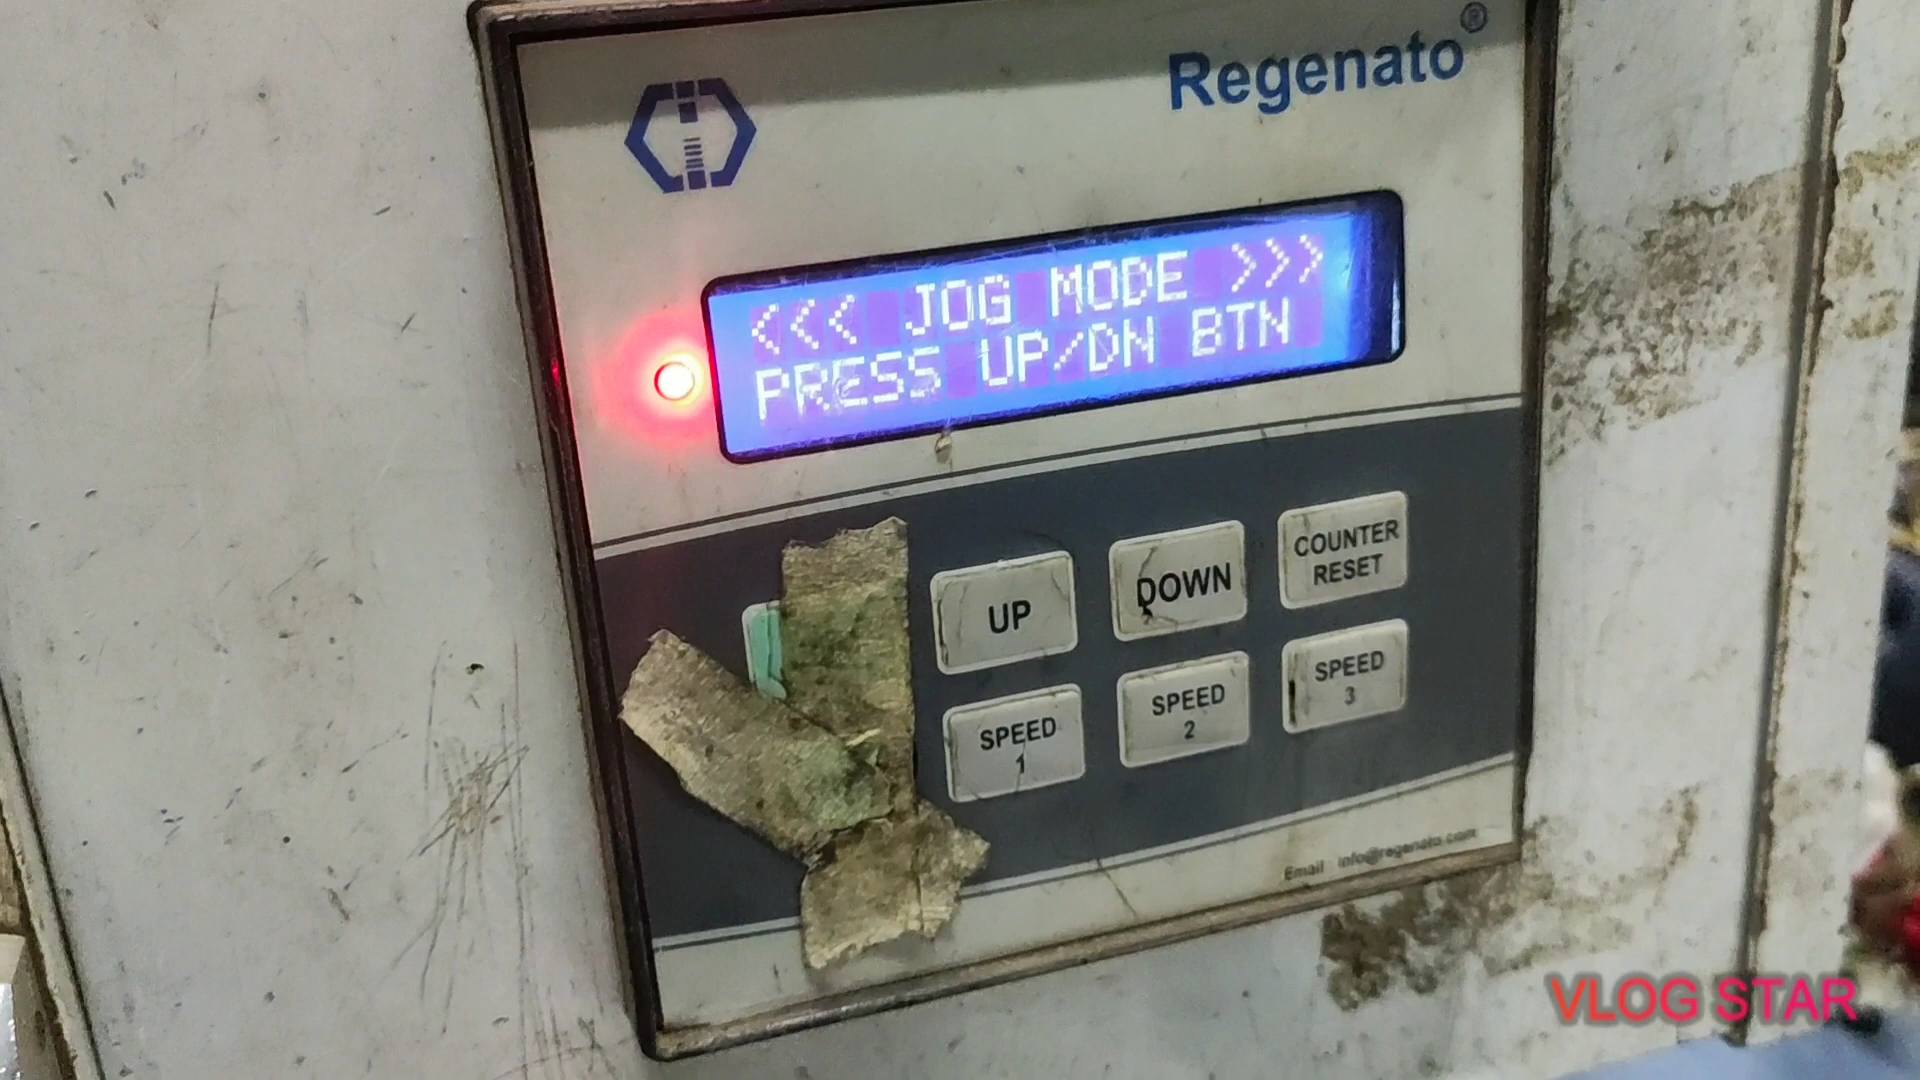 Regenato®
<<< JOG MODE >>>
PRESS UP/DN BTN
UP
DOWN
COUNTER
RESET
SPEED
1
SPEED
2
SPEED
3
Email : info@regenato.com
VLOG STAR